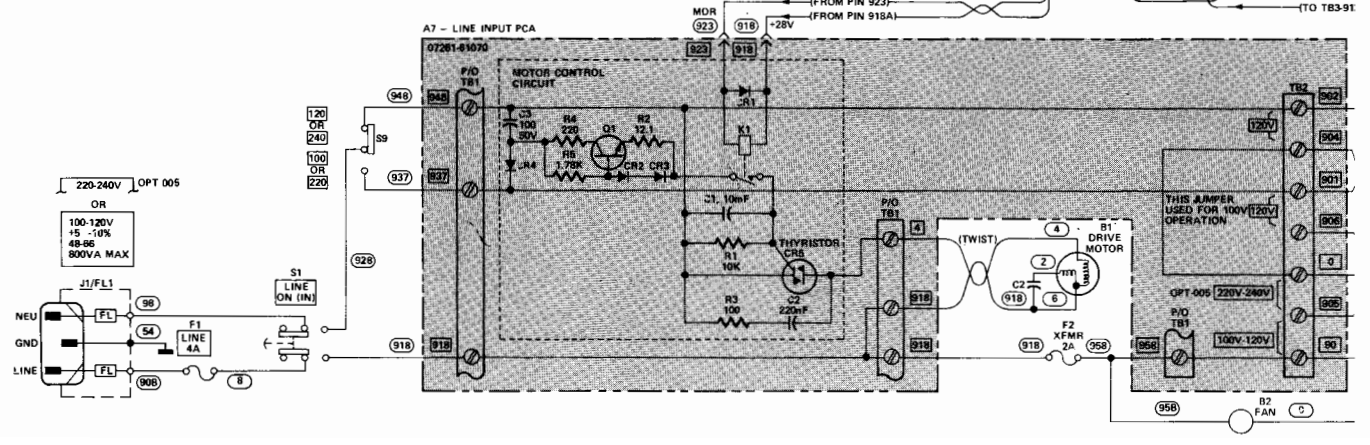 (FROM PIN 923)
(FROM PIN 918A)
(TO TB3-91
MDR
923
918
+28V
A7 - LINE INPUT PCA
923
918
P/O
TB1
MOTOR CONTROL
CIRCUIT
CR1
TB2
948
948
902
120
OR
240
S9
C3
100
50V
R4
220
Q1
R2
12.1
K1
120V
904
100
OR
220
CR4
R5
1.78K
CR2
CR3
937
937
901
220-240V
OPT 005
OR
100-120V
+5 -10%
48-66
800VA MAX
C1, 10mF
P/O
TB1
THIS JUMPER
USED FOR 100V
OPERATION
120V
906
4
(TWIST)
4
B1
DRIVE
MOTOR
R1
10K
THYRISTOR
CR5
928
2
0
S1
LINE
ON (IN)
J1/FL1
C2
918
6
OPT-005
220V-240V
905
NEU
FL
98
R3
100
C2
220nF
918
54
F1
LINE
4A
GND
F2
XFMR
2A
P/O
TB1
918
918
918
918
958
958
100V-120V
90
LINE
FL
908
8
958
B2
FAN